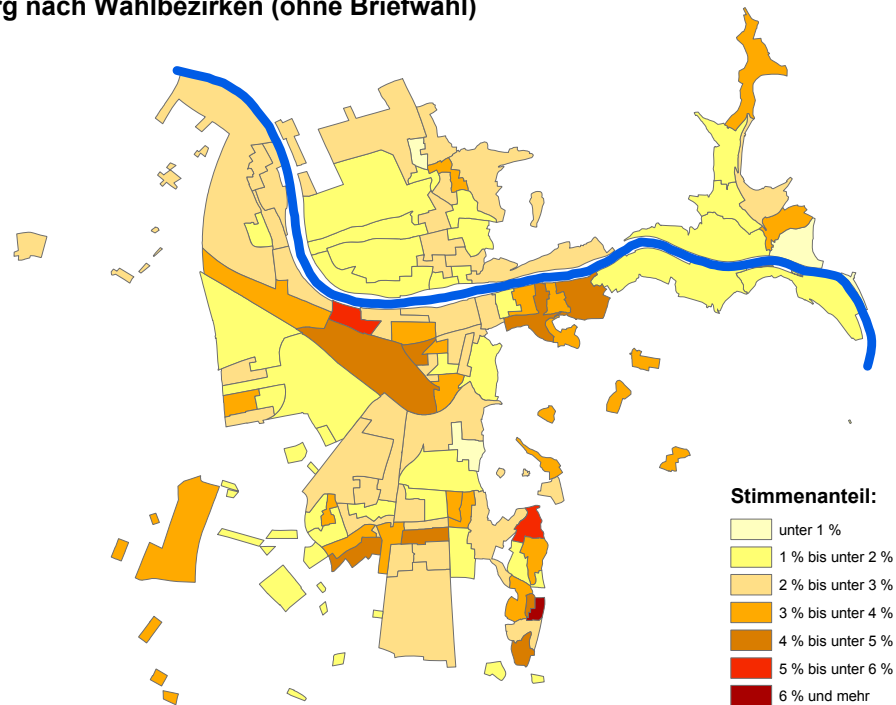 rg nach Wahlbezirken (ohne Briefwahl)
Stimmenanteil:
unter 1 %
1 % bis unter 2 %
2 % bis unter 3 %
3 % bis unter 4 %
4 % bis unter 5 %
5 % bis unter 6 %
6 % und mehr